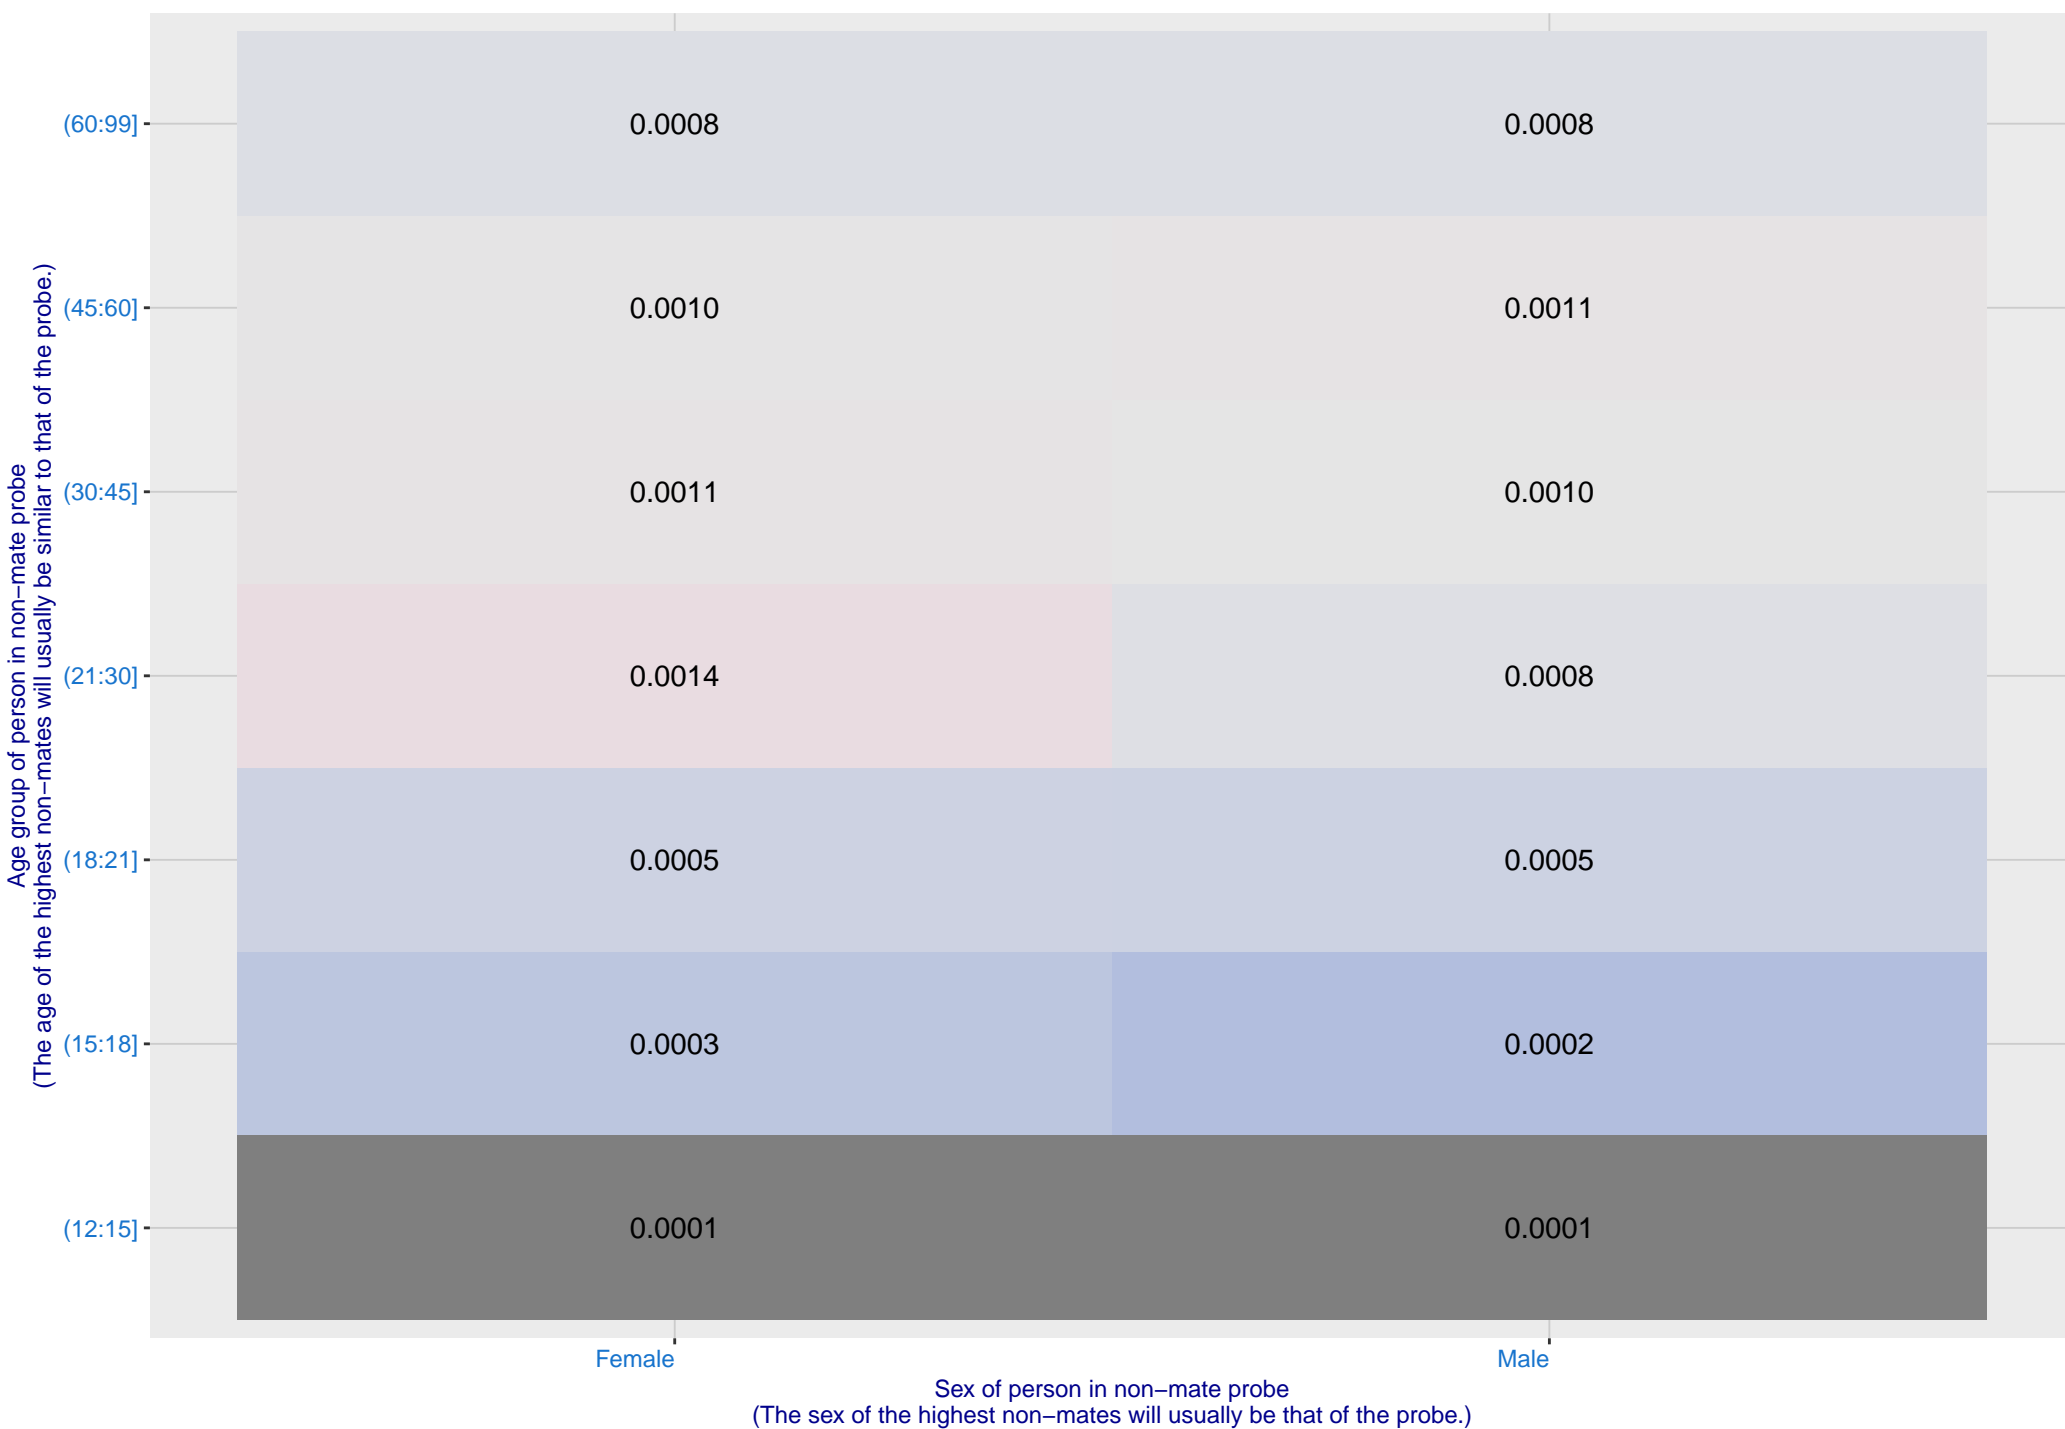 Age group of person in non−mate probe
(The age of the highest non−mates will usually be similar to that of the probe.)
(60:99] 0.0008 0.0008
(45:60] 0.0010 0.0011
(30:45] 0.0011 0.0010
(21:30] 0.0014 0.0008
(18:21] 0.0005 0.0005
(15:18] 0.0003 0.0002
(12:15] 0.0001 0.0001
Female Male
Sex of person in non−mate probe
(The sex of the highest non−mates will usually be that of the probe.)